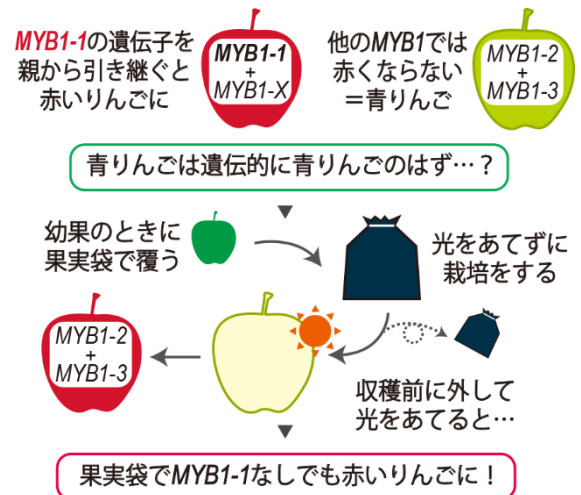 MYB1-1の遺伝子を
親から引き継ぐと
赤いりんごに
MYB1-1
+
MYB1-X
他のMYB1では
赤くならない
＝青りんご
MYB1-2
+
MYB1-3
青りんごは遺伝的に青りんごのはず…？
幼果のときに
果実袋で覆う
光をあてずに
栽培をする
MYB1-2
+
MYB1-3
収穫前に外して
光をあてると…
果実袋でMYB1-1なしでも赤いりんごに！